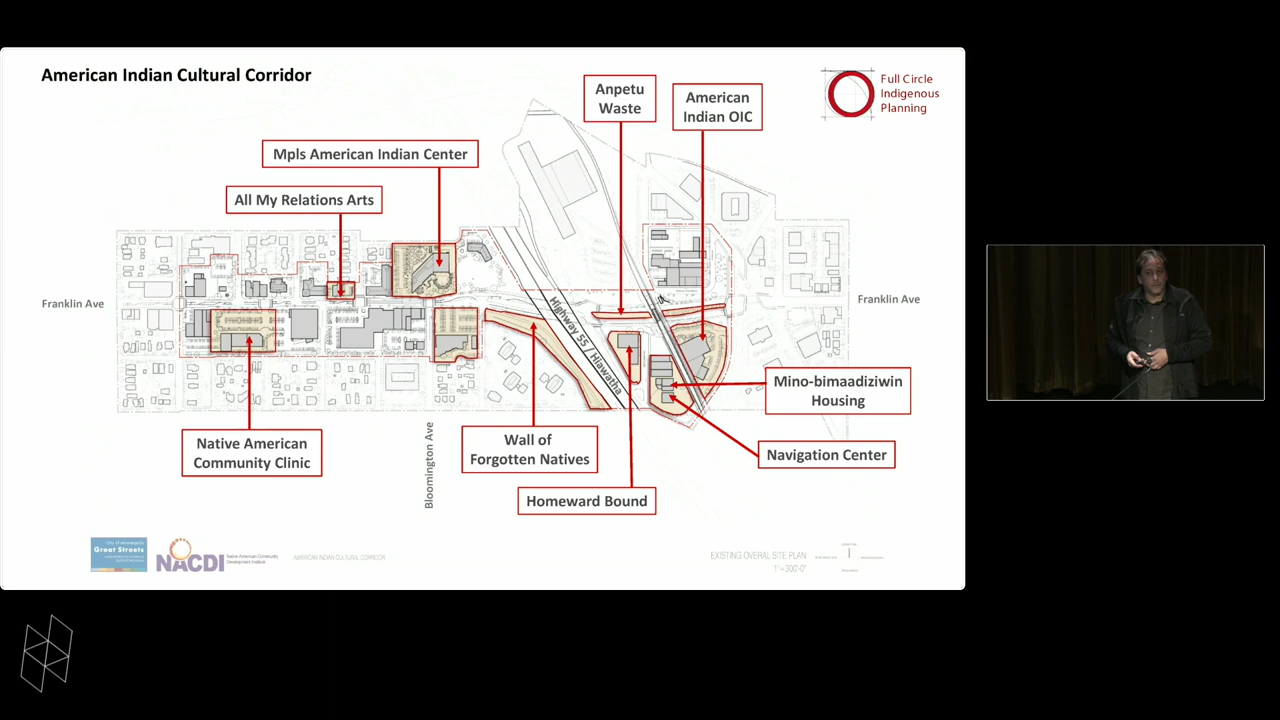 American Indian Cultural Corridor
Full Circle
Indigenous
Planning
Anpetu
Waste
American
Indian OIC
Mpls American Indian Center
All My Relations Arts
Franklin Ave
Franklin Ave
Highway 55 / Hiawatha
Mino-bimaadiziwin
Housing
Native American
Community Clinic
Bloomington Ave
Wall of
Forgotten Natives
Navigation Center
Homeward Bound
City of Minneapolis
Great Streets
NACDI
Native American Community
Development Institute
AMERICAN INDIAN CULTURAL CORRIDOR
EXISTING OVERAL SITE PLAN
1"=300'-0"